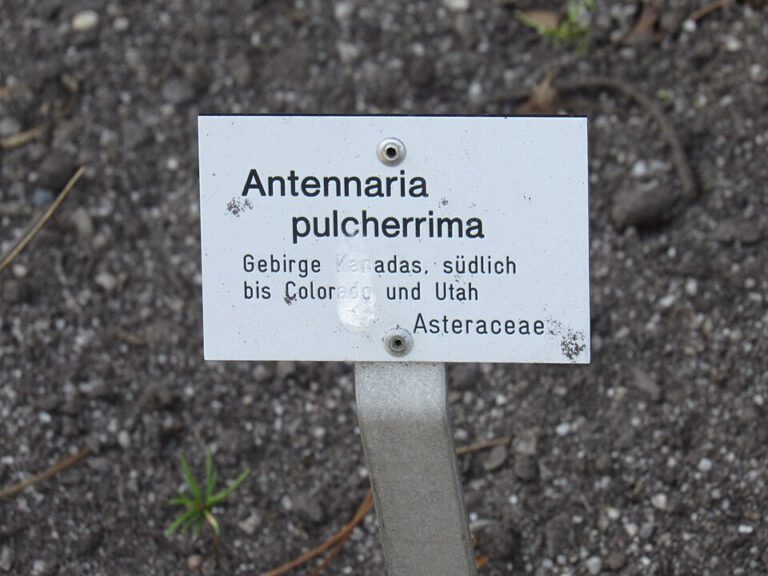 Antennaria
pulcherrima
Gebirge Kanadas, südlich
bis Colorado und Utah
Asteraceae